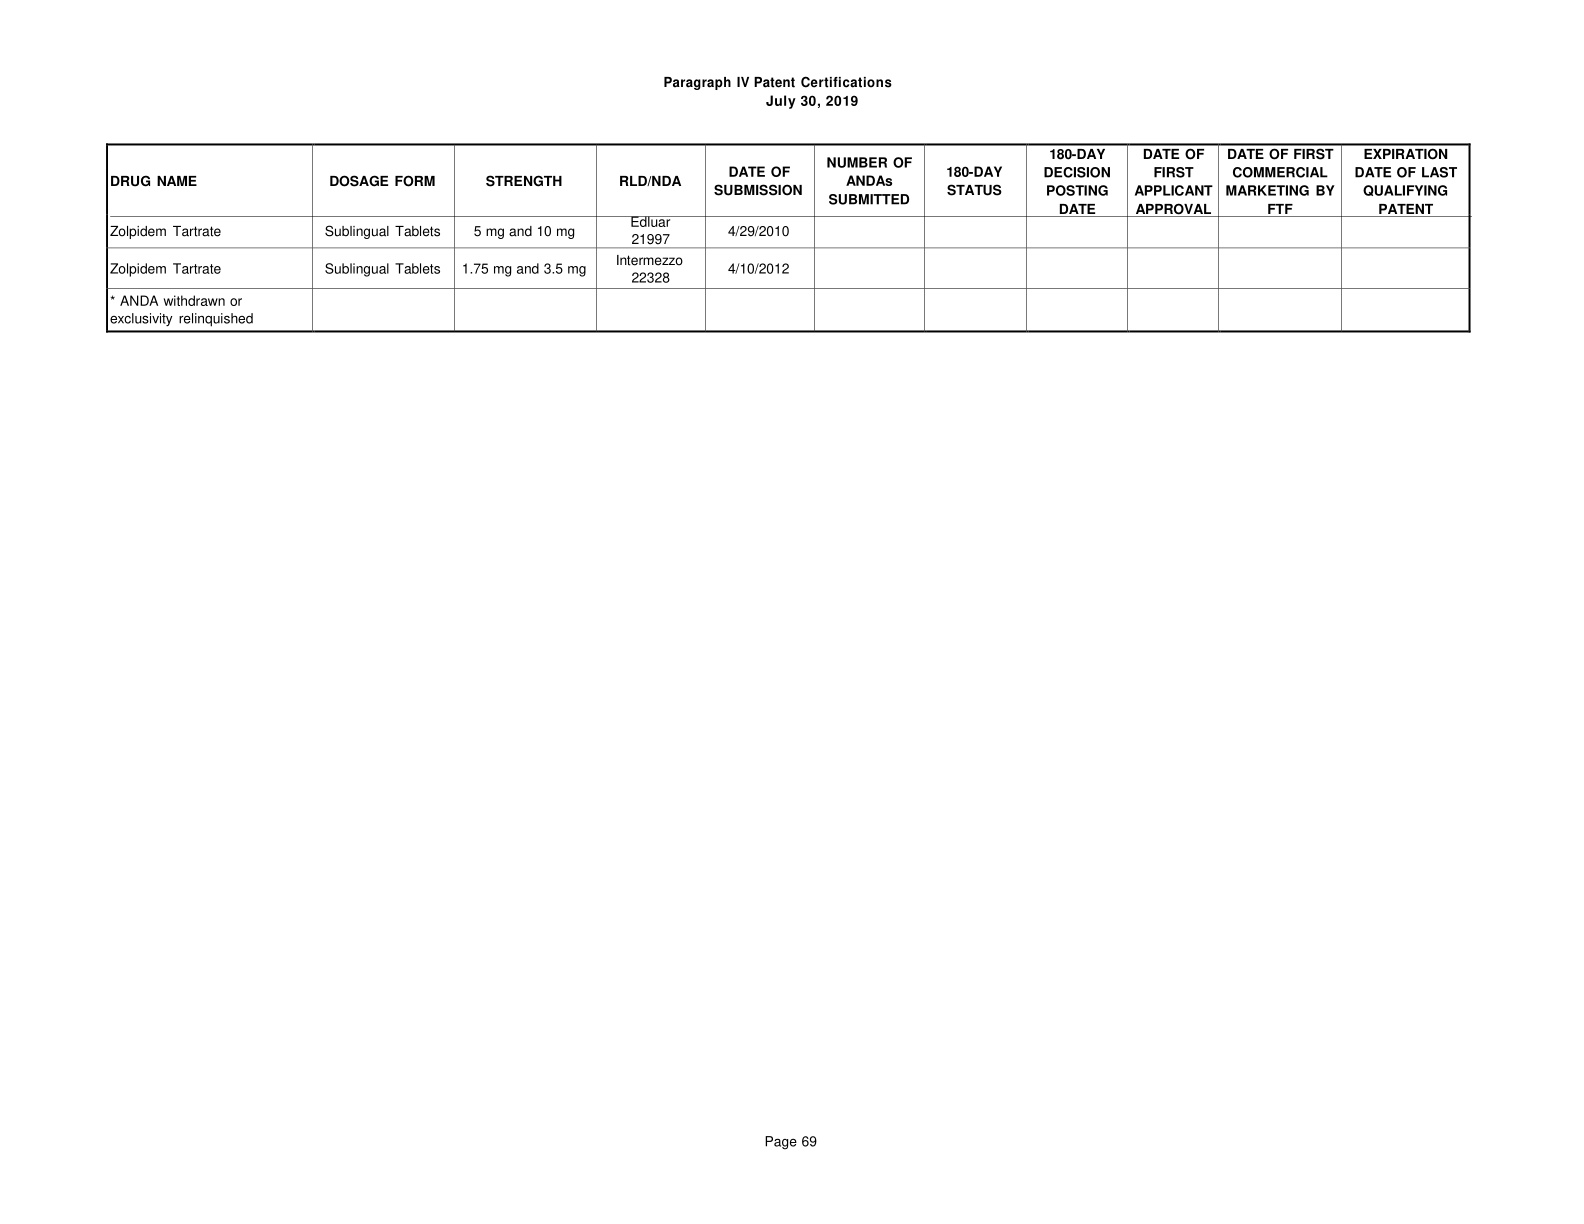 Paragraph IV Patent Certifications
July 30, 2019
DRUG NAME
DOSAGE FORM
STRENGTH
RLD/NDA
DATE OF
SUBMISSION
NUMBER OF
ANDAs
SUBMITTED
180-DAY
STATUS
180-DAY
DECISION
POSTING
DATE
DATE OF
FIRST
APPLICANT
APPROVAL
DATE OF FIRST
COMMERCIAL
MARKETING BY
FTF
EXPIRATION
DATE OF LAST
QUALIFYING
PATENT
Zolpidem Tartrate
Sublingual Tablets
5 mg and 10 mg
Edluar
21997
4/29/2010
Zolpidem Tartrate
Sublingual Tablets
1.75 mg and 3.5 mg
Intermezzo
22328
4/10/2012
* ANDA withdrawn or
exclusivity relinquished
Page 69